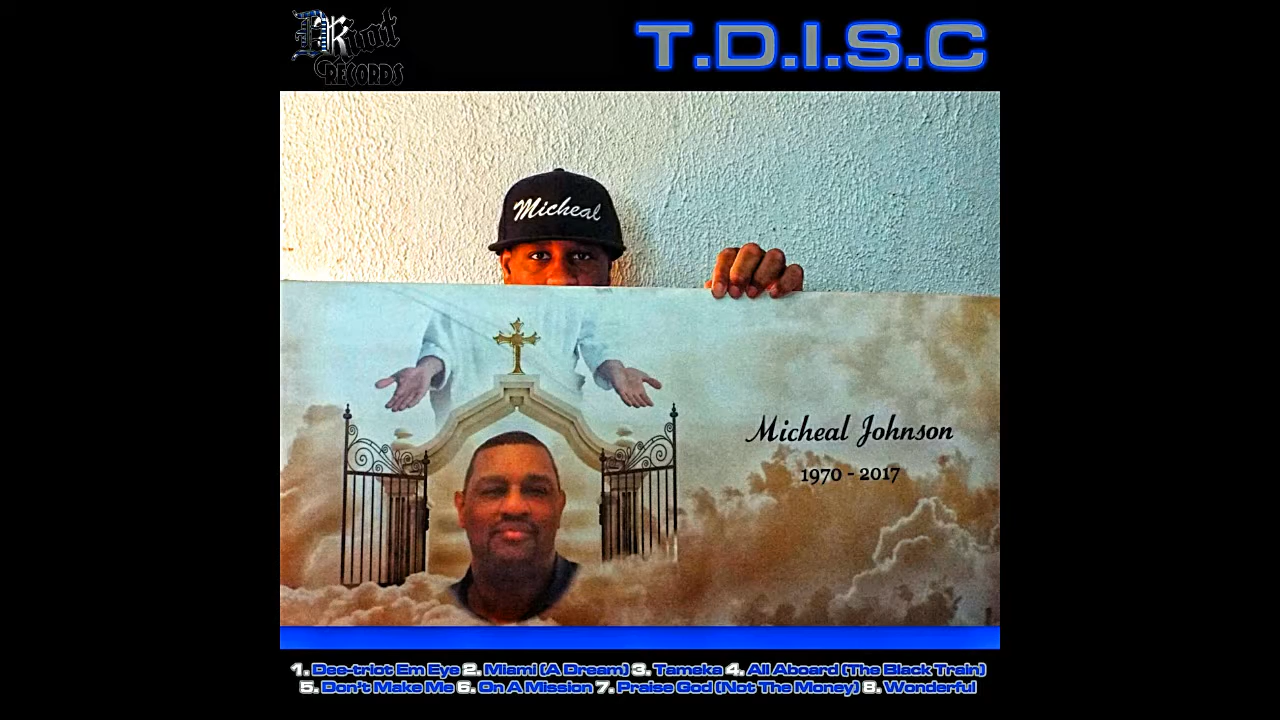 T.D.I.S.C
RECORDS
Micheal
Micheal Johnson
1970 - 2017
1. Dee-triot Em Eye 2. Miami (A Dream) 3. Tameka 4. All Aboard (The Black Train)
5. Don't Make Me 6. On A Mission 7. Praise God (Not The Money) 8. Wonderful